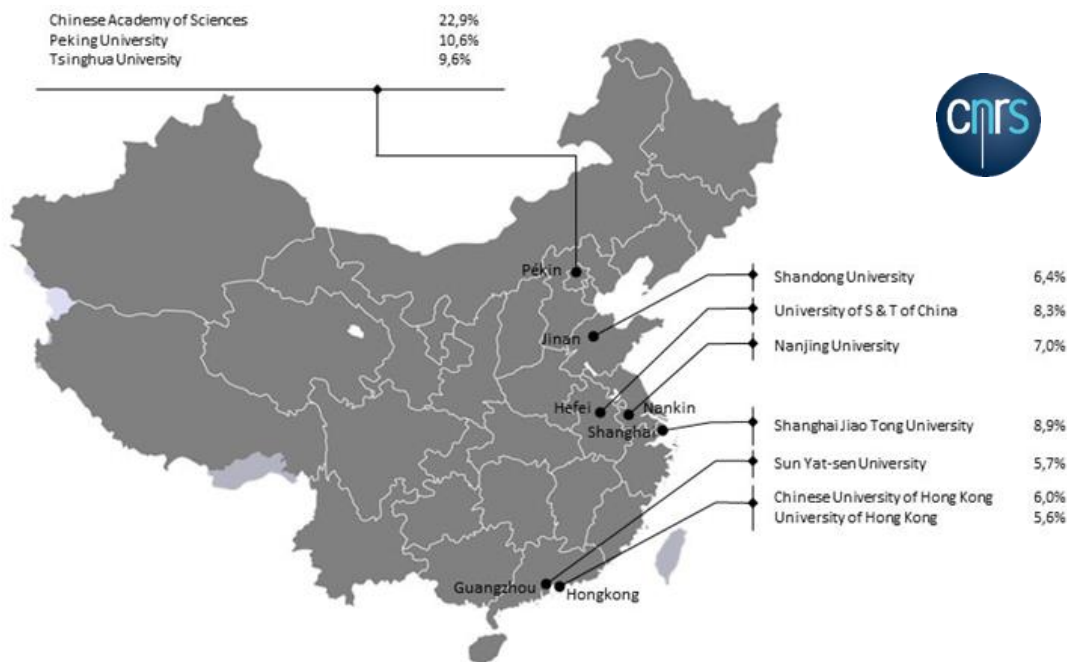 Chinese Academy of Sciences 22,9%
Peking University 10,6%
Tsinghua University 9,6%
cnrs
Pékin
Shandong University 6,4%
University of S & T of China 8,3%
Jinan
Nanjing University 7,0%
Hefei Nankin
Shanghai
Shanghai Jiao Tong University 8,9%
Sun Yat-sen University 5,7%
Chinese University of Hong Kong 6,0%
University of Hong Kong 5,6%
Guangzhou Hongkong